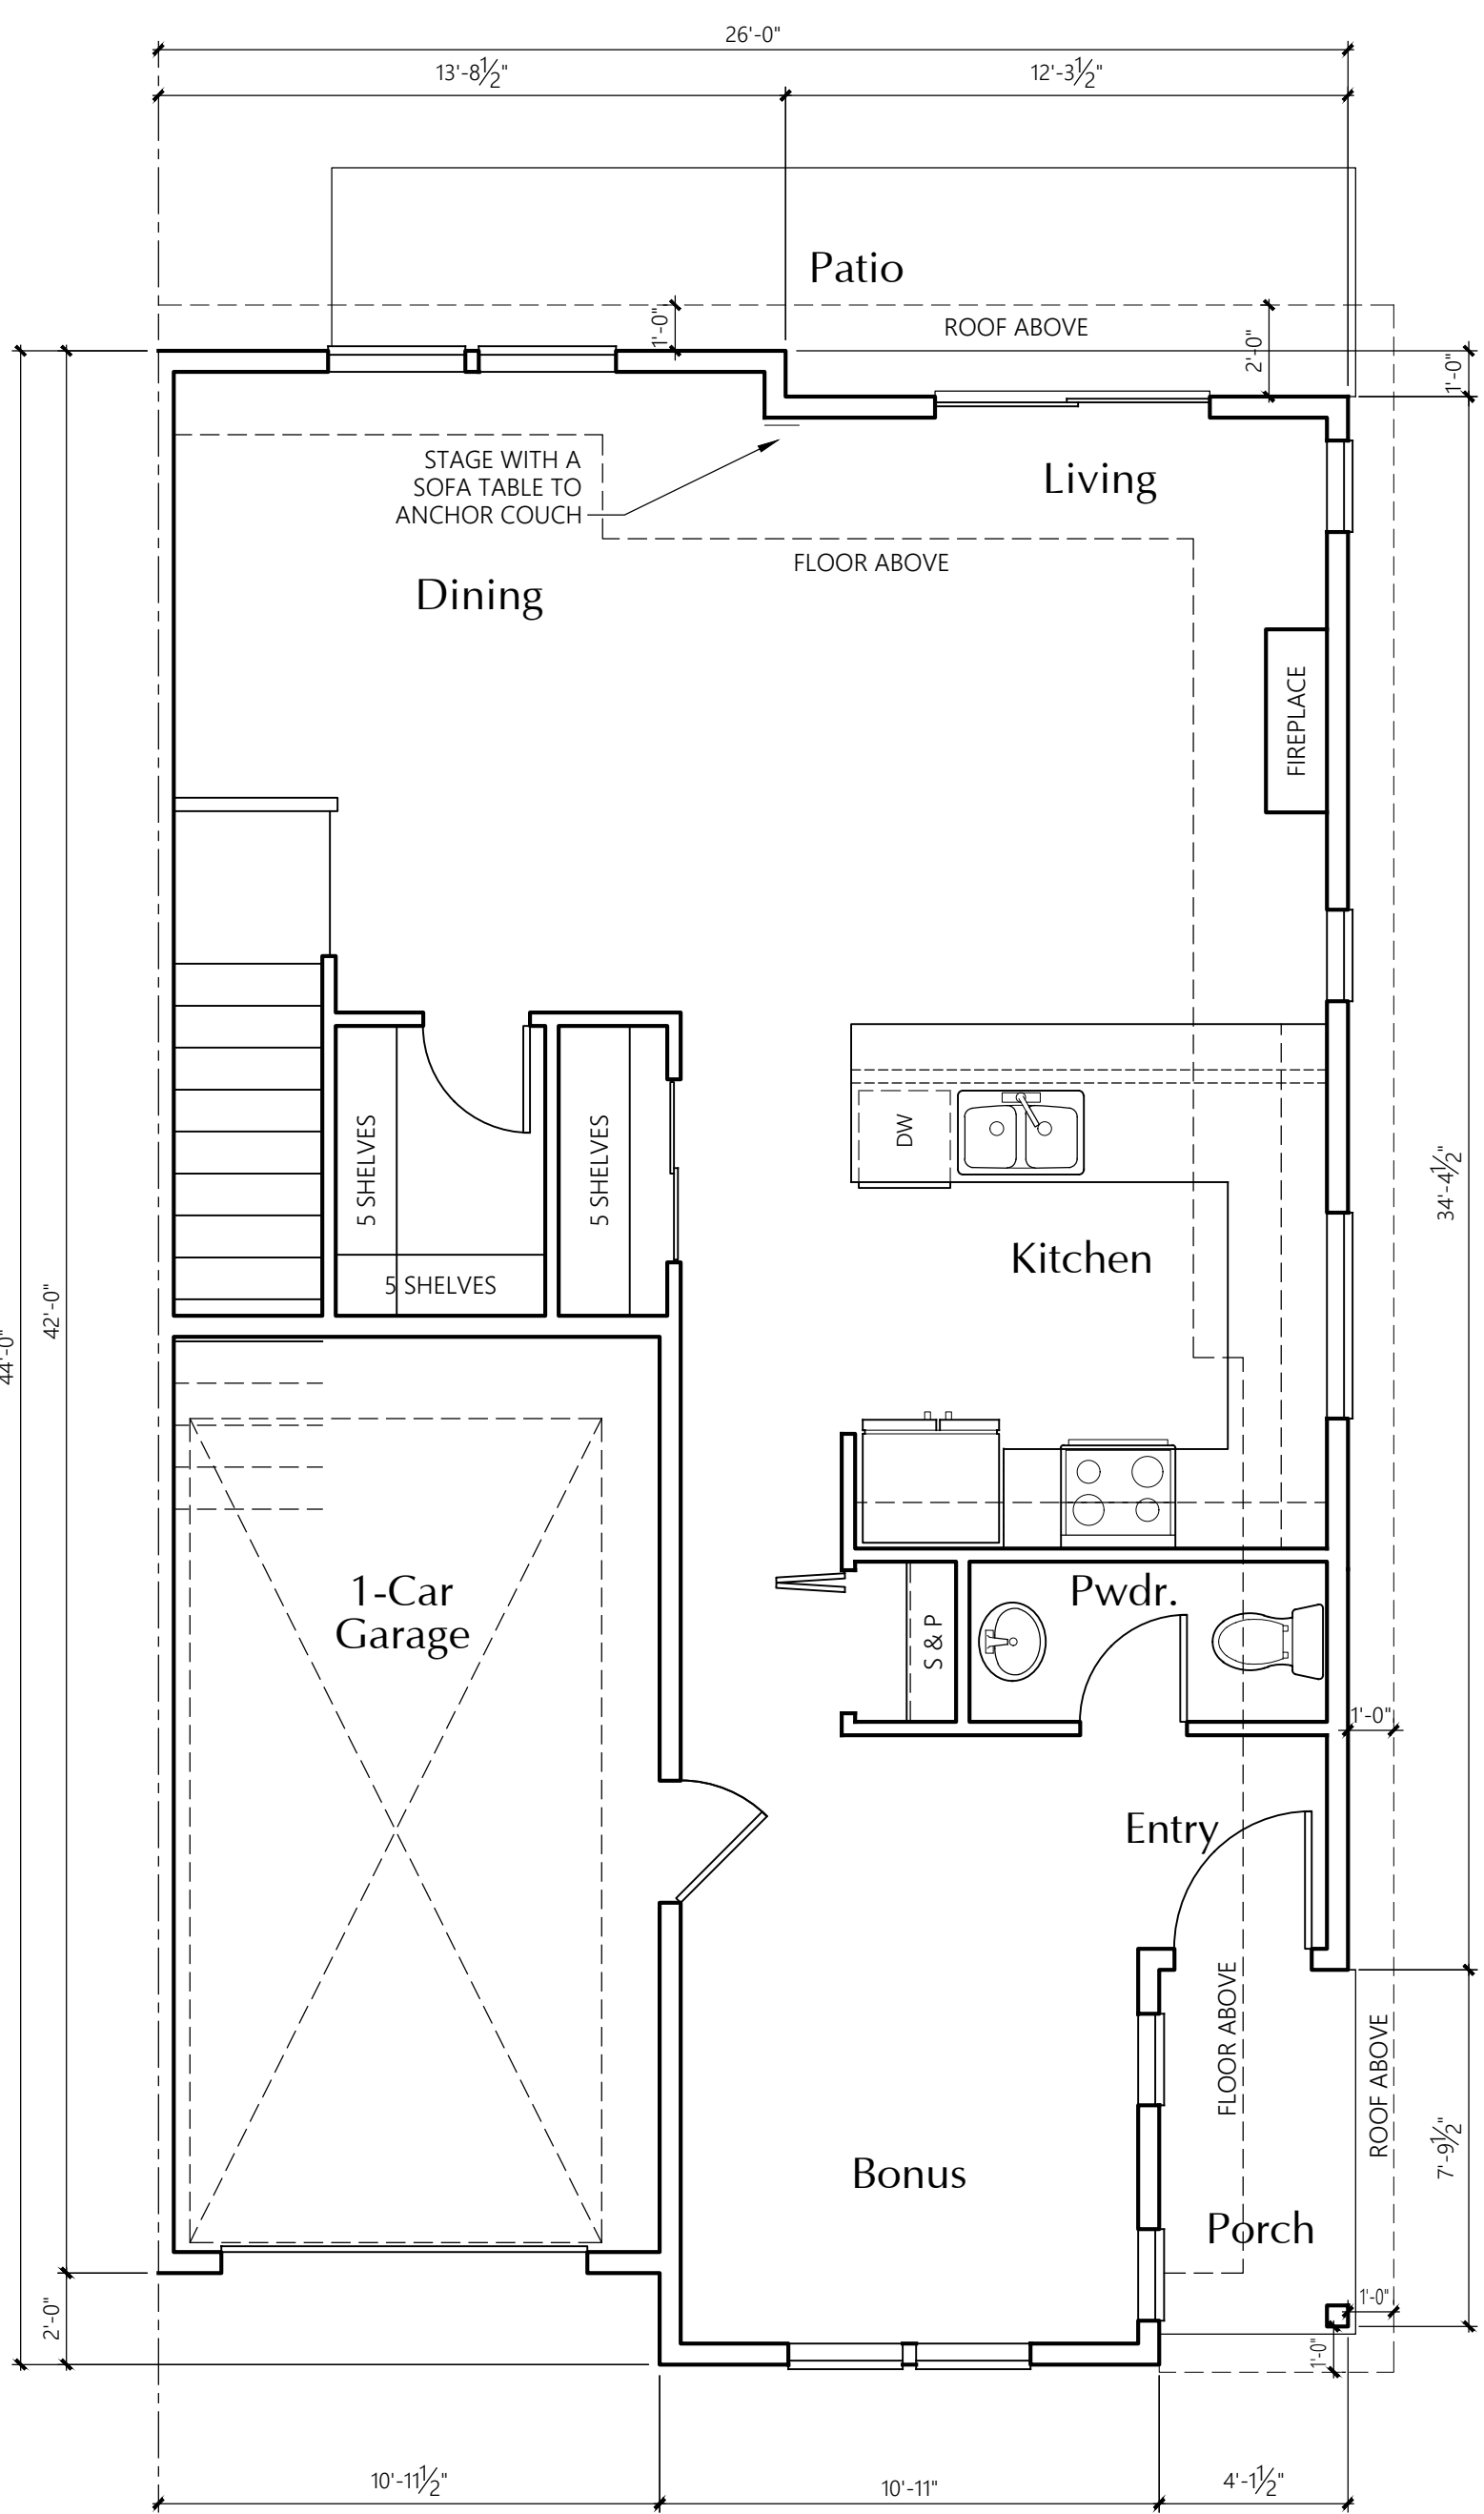 26'-0"
13'-8½"
12'-3½"
Patio
1'-0"
ROOF ABOVE
2'-0"
1'-0"
STAGE WITH A
SOFA TABLE TO
ANCHOR COUCH
Living
FLOOR ABOVE
Dining
FIREPLACE
5 SHELVES
5 SHELVES
5 SHELVES
DW
34'-4½"
Kitchen
42'-0"
44'-0"
1-Car
Garage
Pwdr.
S & P
1'-0"
Entry
FLOOR ABOVE
ROOF ABOVE
7'-9½"
Bonus
Porch
1'-0"
2'-0"
1'-0"
10'-11½"
10'-11"
4'-1½"